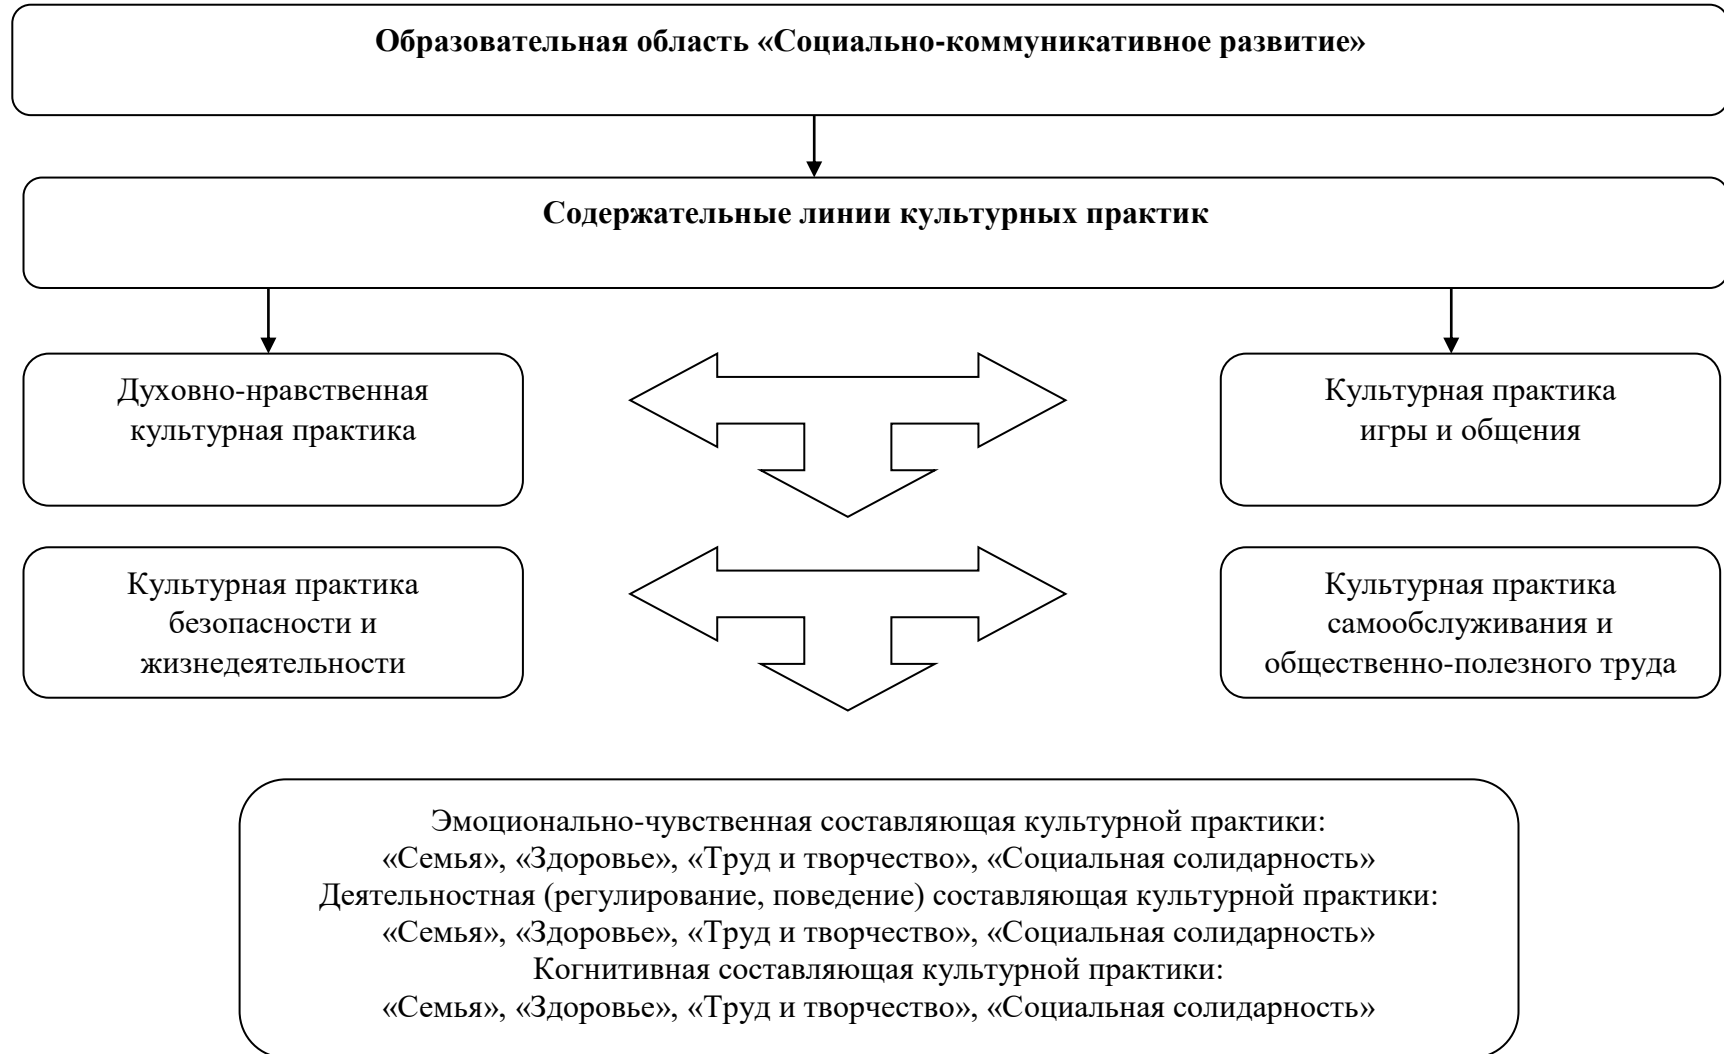 Образовательная область «Социально-коммуникативное развитие»
Содержательные линии культурных практик
Духовно-нравственная
культурная практика
Культурная практика
игры и общения
Культурная практика
безопасности и
жизнедеятельности
Культурная практика
самообслуживания и
общественно-полезного труда
Эмоционально-чувственная составляющая культурной практики:
«Семья», «Здоровье», «Труд и творчество», «Социальная солидарность»
Деятельностная (регулирование, поведение) составляющая культурной практики:
«Семья», «Здоровье», «Труд и творчество», «Социальная солидарность»
Когнитивная составляющая культурной практики:
«Семья», «Здоровье», «Труд и творчество», «Социальная солидарность»